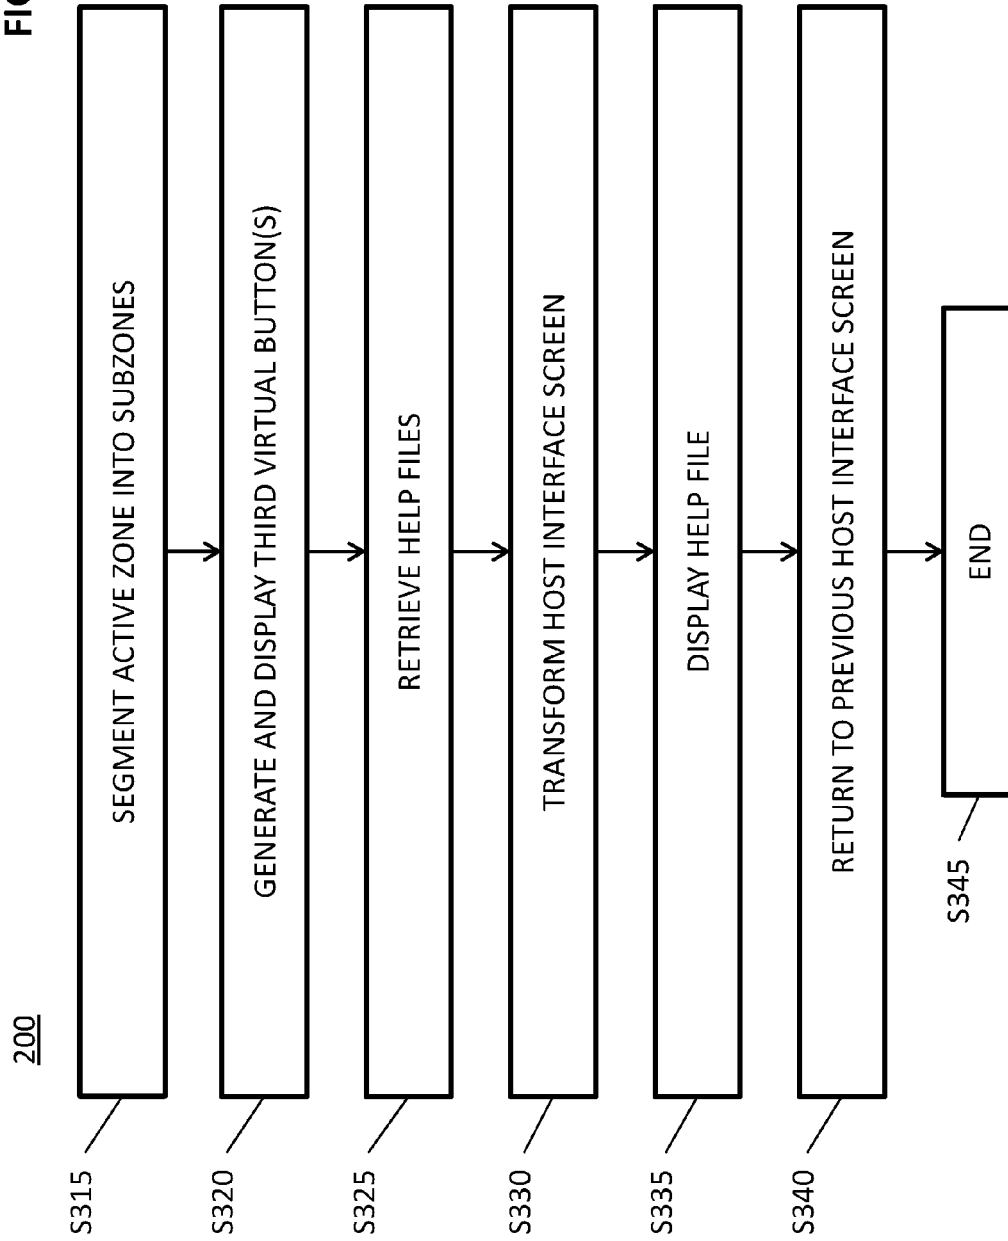 200
S315
SEGMENT ACTIVE ZONE INTO SUBZONES
S320
GENERATE AND DISPLAY THIRD VIRTUAL BUTTON(S)
S325
RETRIEVE HELP FILES
S330
TRANSFORM HOST INTERFACE SCREEN
S335
DISPLAY HELP FILE
S340
RETURN TO PREVIOUS HOST INTERFACE SCREEN
S345
END